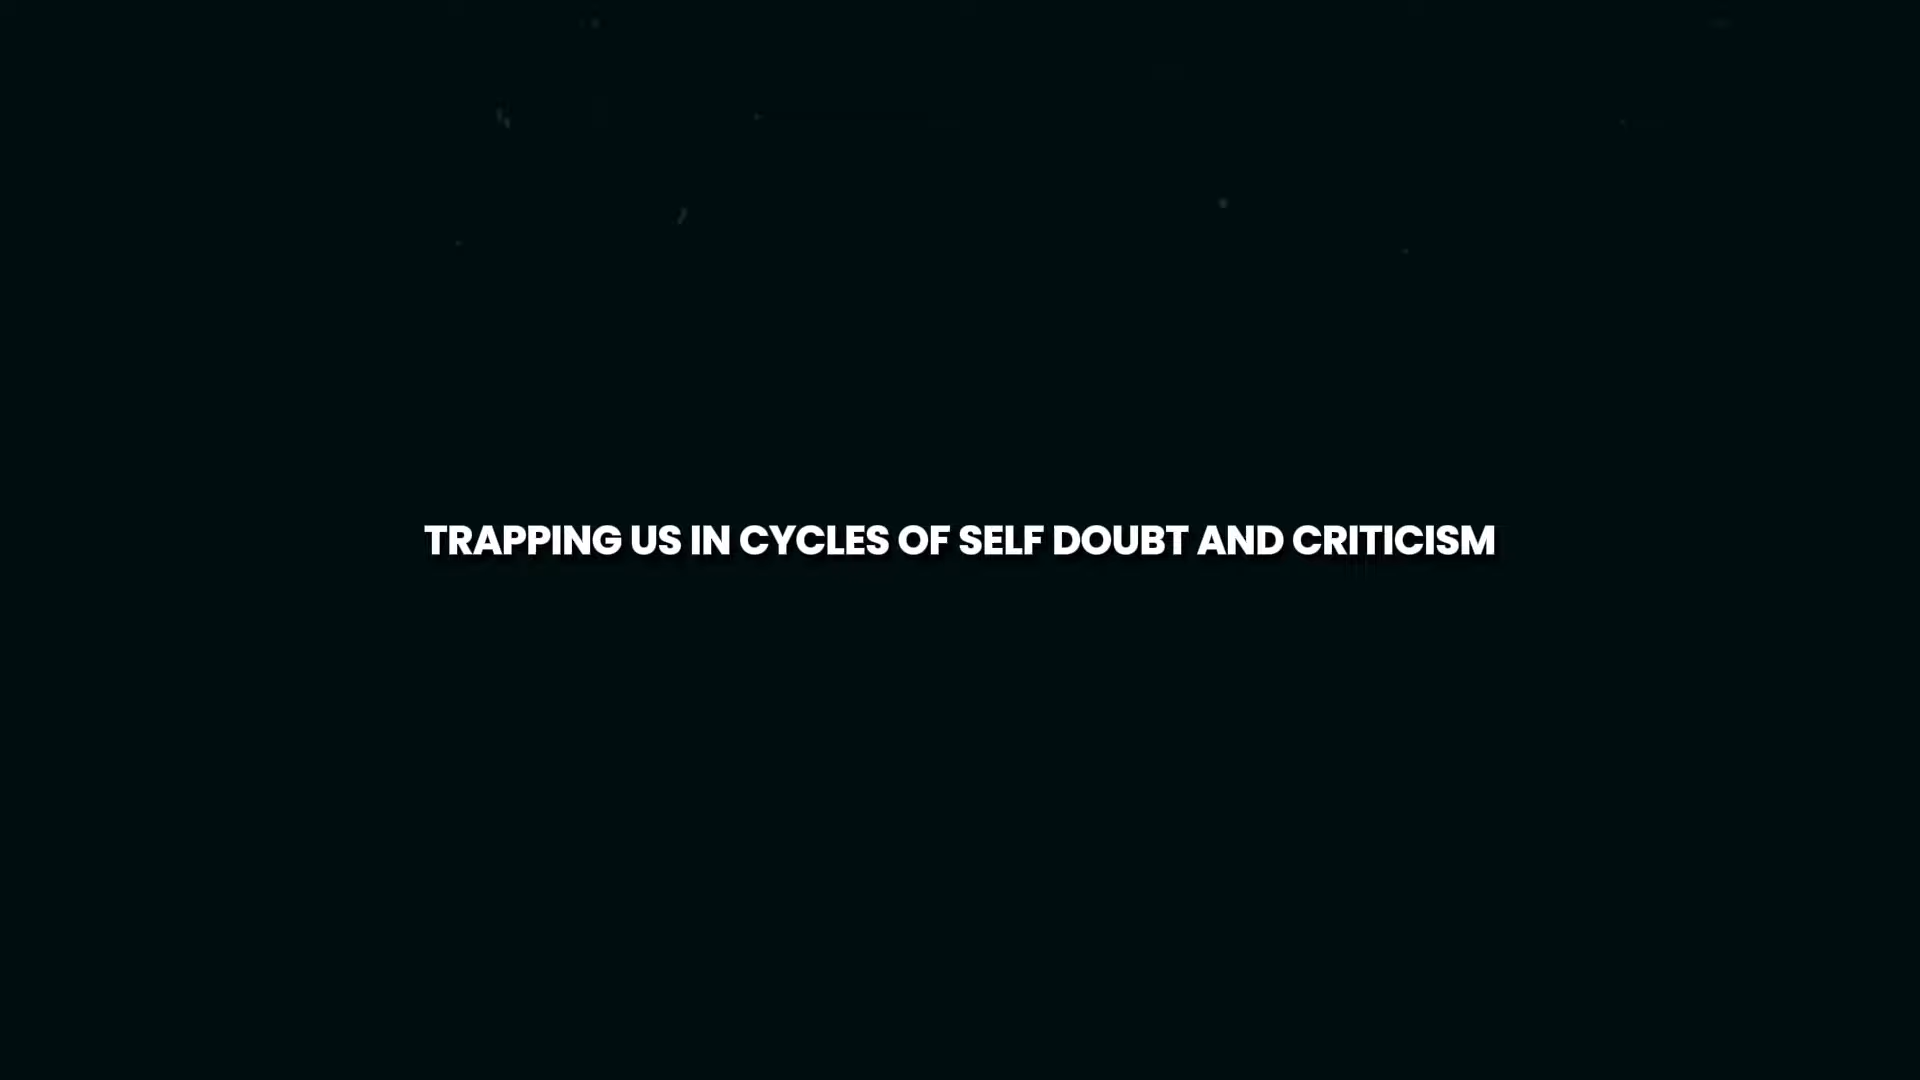 TRAPPING US IN CYCLES OF SELF DOUBT AND CRITICISM